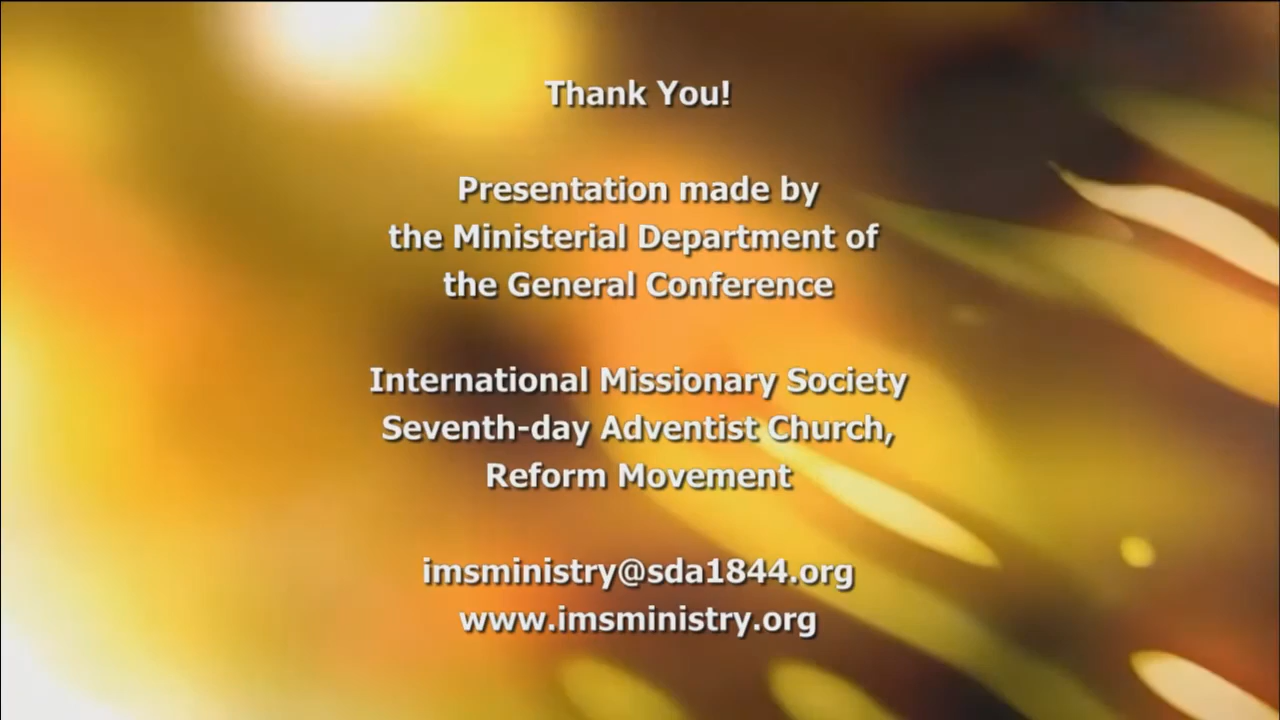 Thank You!
Presentation made by
the Ministerial Department of
the General Conference
International Missionary Society
Seventh-day Adventist Church,
Reform Movement
imsministry@sda1844.org
www.imsministry.org